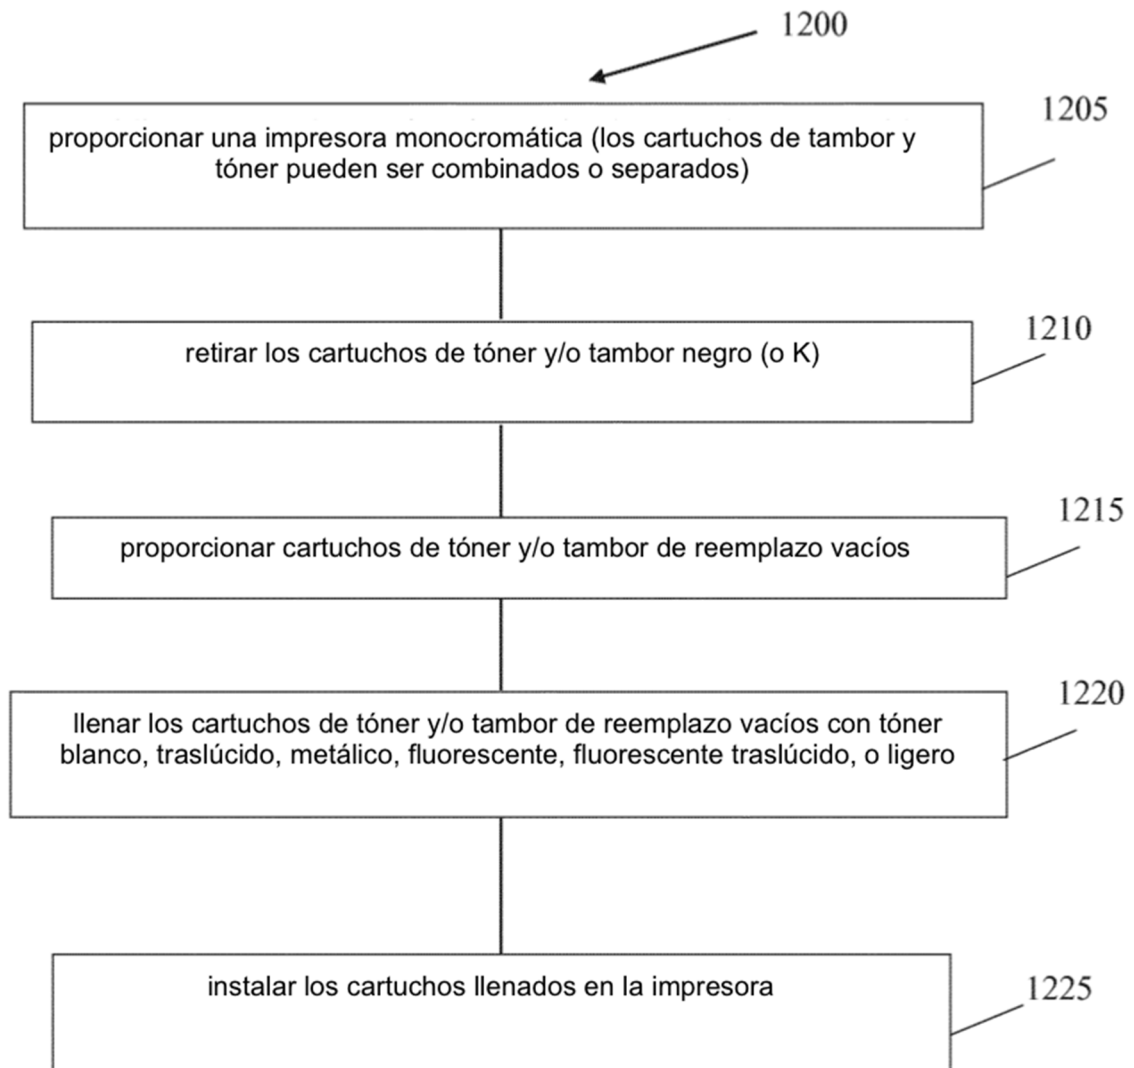 1200
1205
proporcionar una impresora monocromática (los cartuchos de tambor y
tóner pueden ser combinados o separados)
1210
retirar los cartuchos de tóner y/o tambor negro (o K)
1215
proporcionar cartuchos de tóner y/o tambor de reemplazo vacíos
1220
llenar los cartuchos de tóner y/o tambor de reemplazo vacíos con tóner
blanco, traslúcido, metálico, fluorescente, fluorescente traslúcido, o ligero
instalar los cartuchos llenados en la impresora
1225